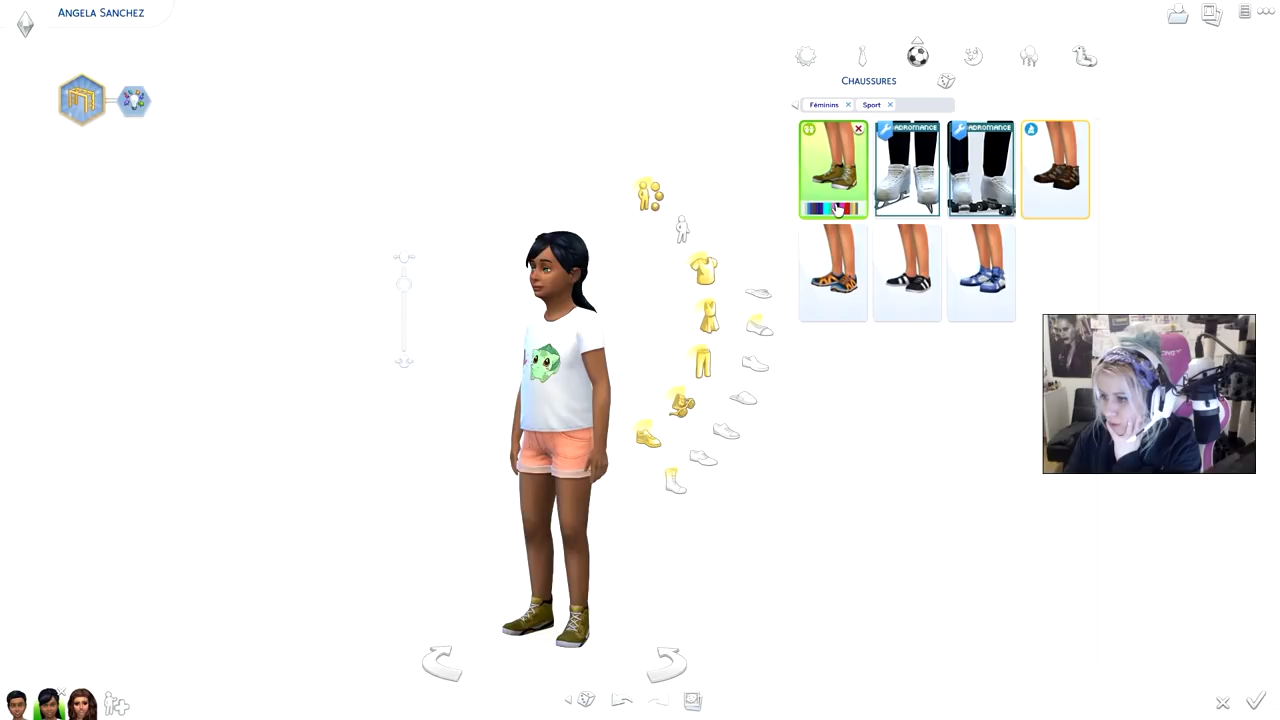 ANGELA SANCHEZ
CHAUSSURES
Féminins
Sport
ADROMANCE
ADROMANCE